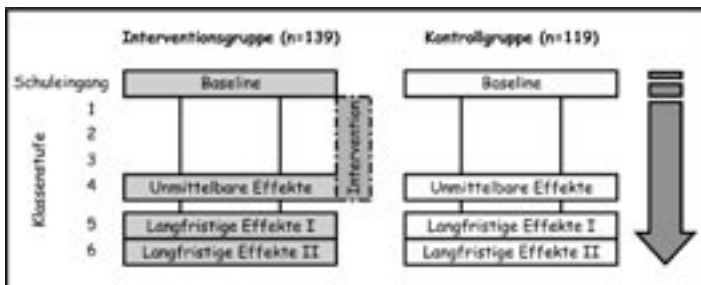 Interventionsgruppe (n=139) Kontrollgruppe (n=119)
Schuleingang Baseline Baseline
1
2
3
4 Unmittelbare Effekte Unmittelbare Effekte
5 Langfristige Effekte I Langfristige Effekte I
6 Langfristige Effekte II Langfristige Effekte II
Klassenstufe
Intervention